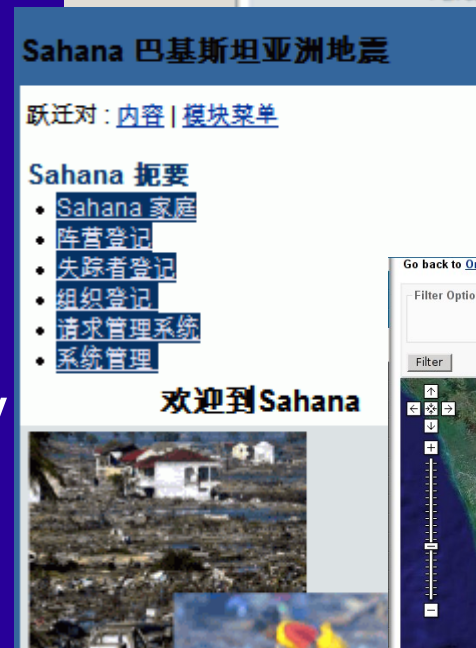 Sahana 巴基斯坦亚洲地震
跃迁对 : 内容 | 模块菜单
Sahana 扼要
Sahana 家庭
阵营登记
失踪者登记
组织登记
请求管理系统
系统管理
欢迎到Sahana
Go back to
Filter Optio
Filter